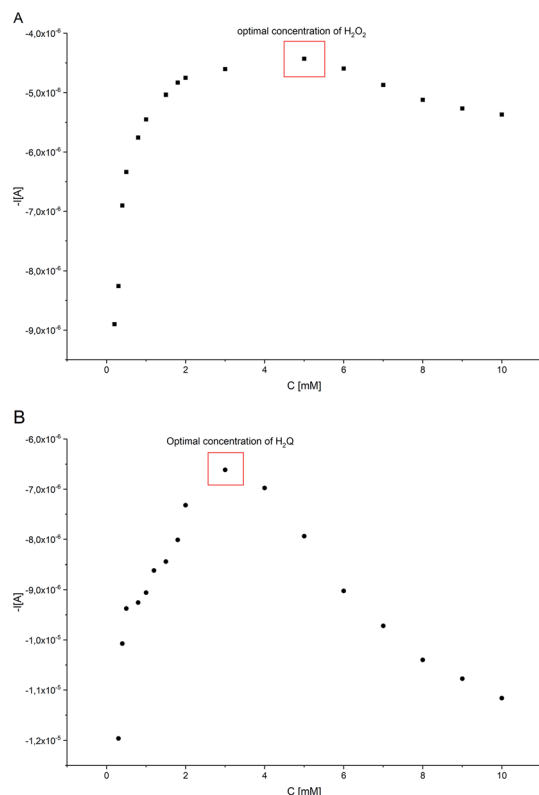 A
optimal concentration of H₂O₂
-4,0x10⁻⁶
-5,0x10⁻⁶
-6,0x10⁻⁶
-7,0x10⁻⁶
-8,0x10⁻⁶
-9,0x10⁻⁶
-I[A]
0 2 4 6 8 10
C [mM]
B
Optimal concentration of H₂Q
-6,0x10⁻⁶
-7,0x10⁻⁶
-8,0x10⁻⁶
-9,0x10⁻⁶
-1,0x10⁻⁵
-1,1x10⁻⁵
-1,2x10⁻⁵
-I[A]
0 2 4 6 8 10
C [mM]